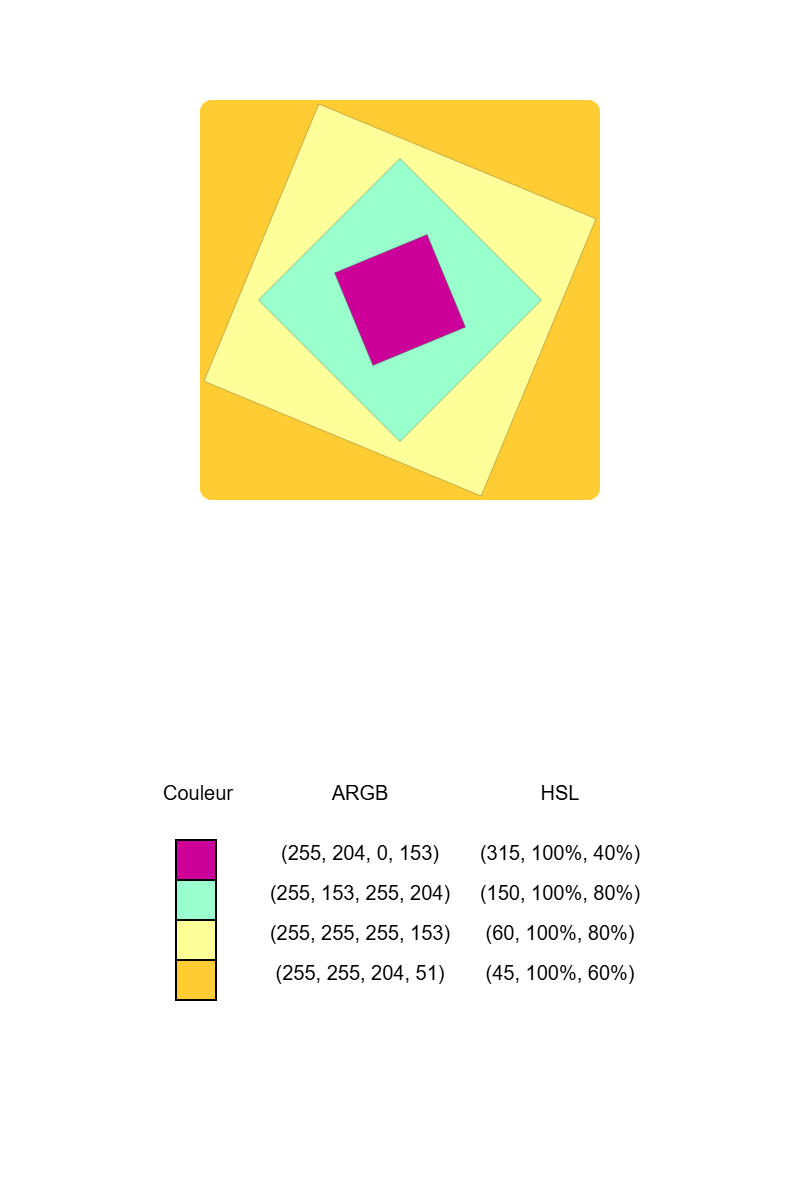 Couleur ARGB HSL
(255, 204, 0, 153) (315, 100%, 40%)
(255, 153, 255, 204) (150, 100%, 80%)
(255, 255, 255, 153) (60, 100%, 80%)
(255, 255, 204, 51) (45, 100%, 60%)